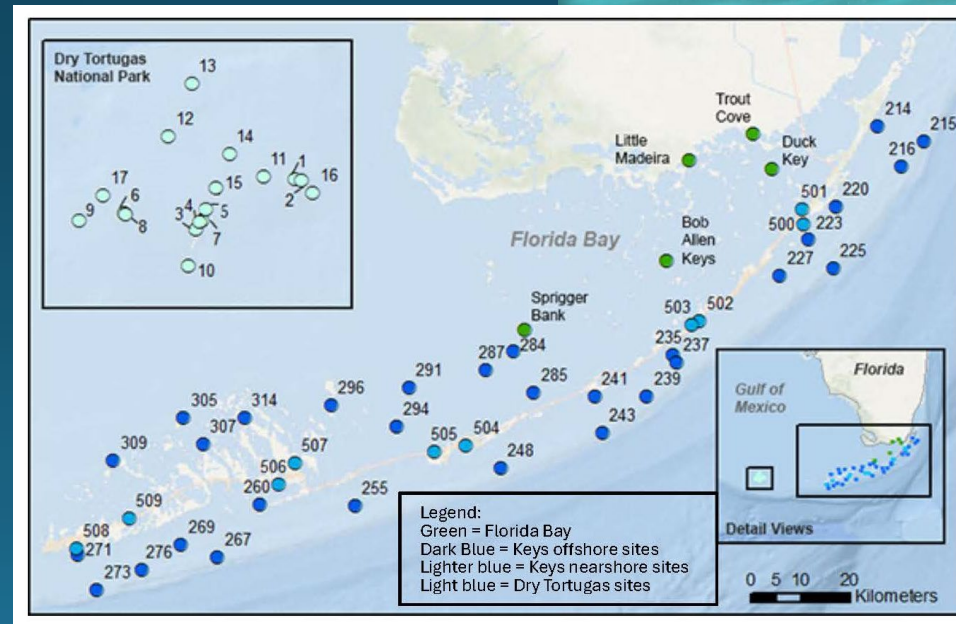 Dry Tortugas
National Park
13
12
14
11
1
2
16
15
17
6
9
8
4
3
5
7
10
Trout
Cove
Little
Madeira
Duck
Key
214
215
216
501
220
500
223
Bob
Allen
Keys
Florida Bay
227
225
Sprigger
Bank
503
502
235
237
284
287
291
285
241
239
296
294
243
305
314
307
309
505
504
248
507
506
260
255
509
508
271
269
276
267
273
Florida
Gulf of
Mexico
Detail Views
Legend:
Green = Florida Bay
Dark Blue = Keys offshore sites
Lighter blue = Keys nearshore sites
Light blue = Dry Tortugas sites
0 5 10 20
Kilometers